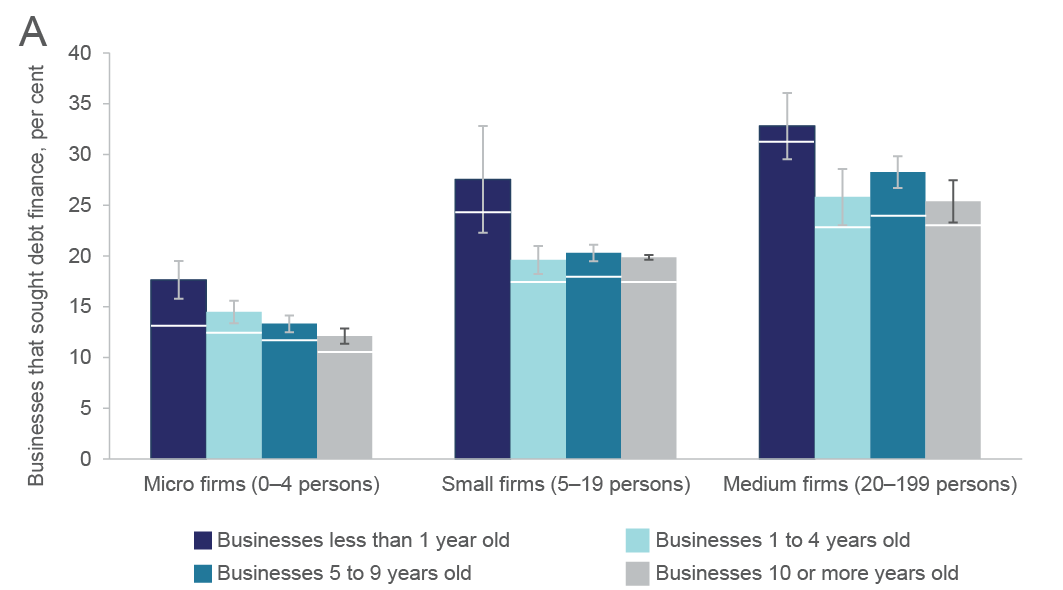 A
Businesses that sought debt finance, per cent
40
35
30
25
20
15
10
5
0
Micro firms (0–4 persons)
Small firms (5–19 persons)
Medium firms (20–199 persons)
Businesses less than 1 year old
Businesses 1 to 4 years old
Businesses 5 to 9 years old
Businesses 10 or more years old